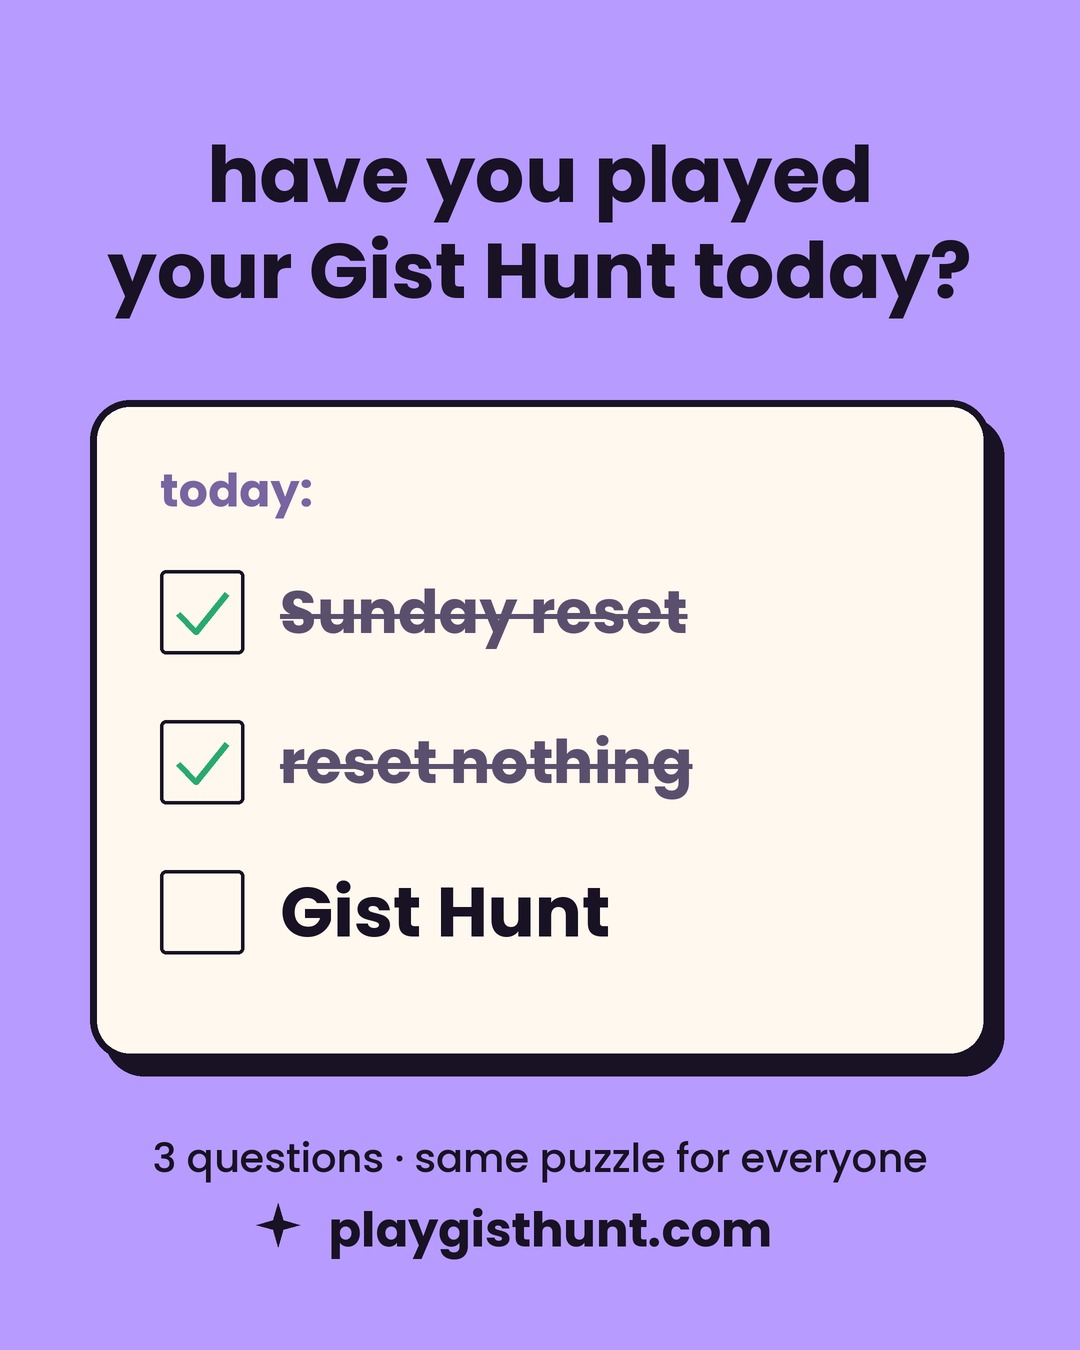 have you played
your Gist Hunt today?
today:
Sunday reset
reset nothing
Gist Hunt
3 questions · same puzzle for everyone
playgisthunt.com